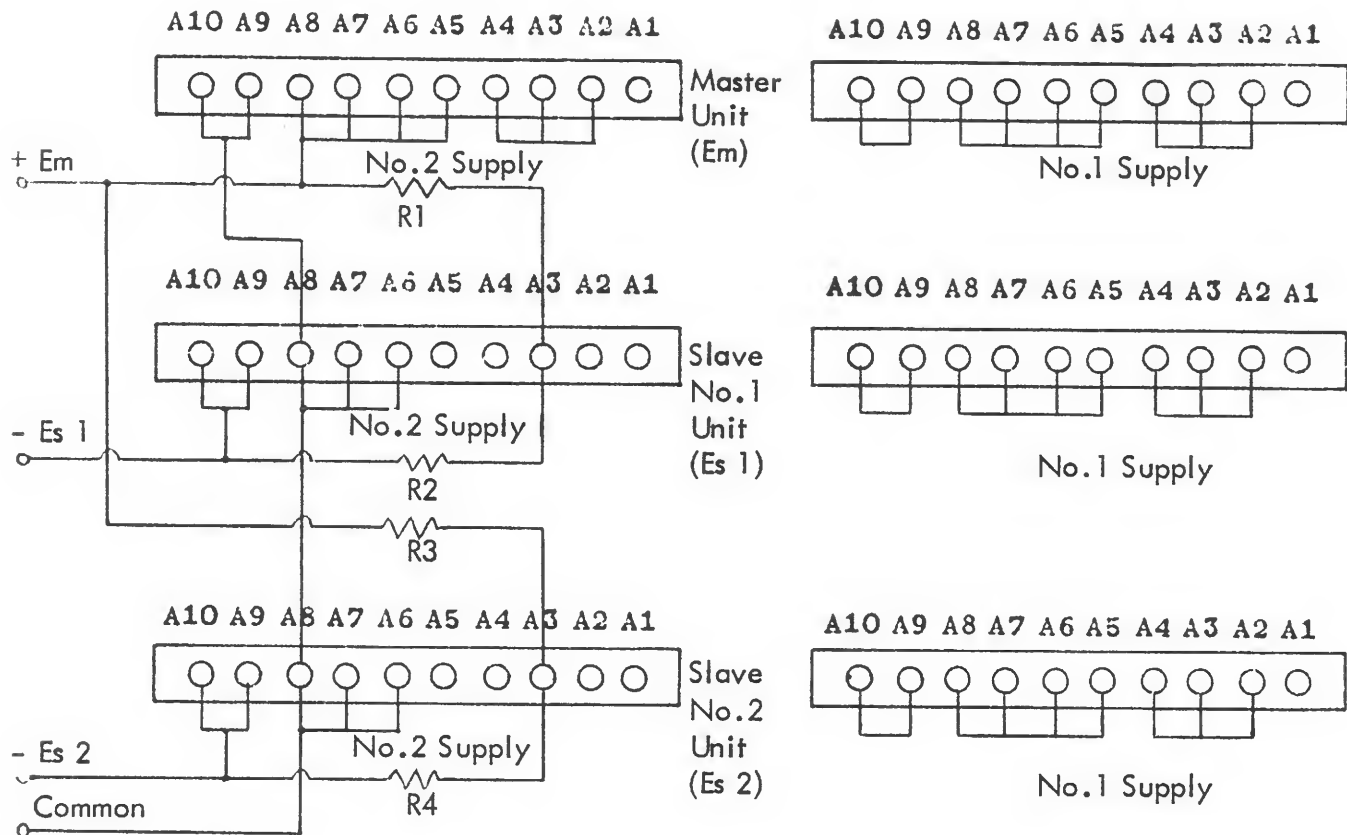 A10 A9 A8 A7 A6 A5 A4 A3 A2 A1
Master
Unit
(Em)
+ Em
No.2 Supply
R1
A10 A9 A8 A7 A6 A5 A4 A3 A2 A1
No.1 Supply
A10 A9 A8 A7 A6 A5 A4 A3 A2 A1
Slave
No.1
Unit
(Es 1)
- Es 1
No.2 Supply
R2
R3
A10 A9 A8 A7 A6 A5 A4 A3 A2 A1
No.1 Supply
A10 A9 A8 A7 A6 A5 A4 A3 A2 A1
Slave
No.2
Unit
(Es 2)
- Es 2
No.2 Supply
R4
Common
A10 A9 A8 A7 A6 A5 A4 A3 A2 A1
No.1 Supply